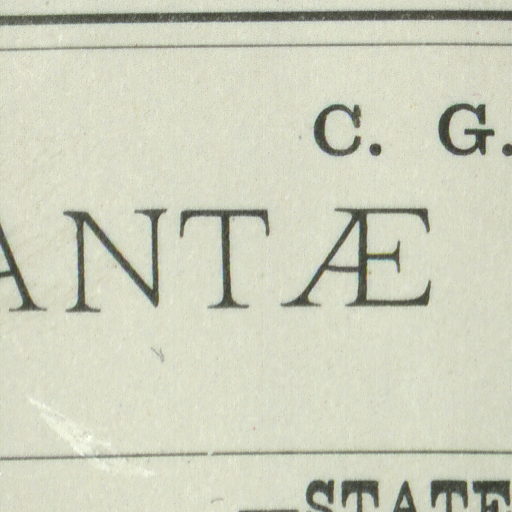 C. G.
ANTÆ
—STATE